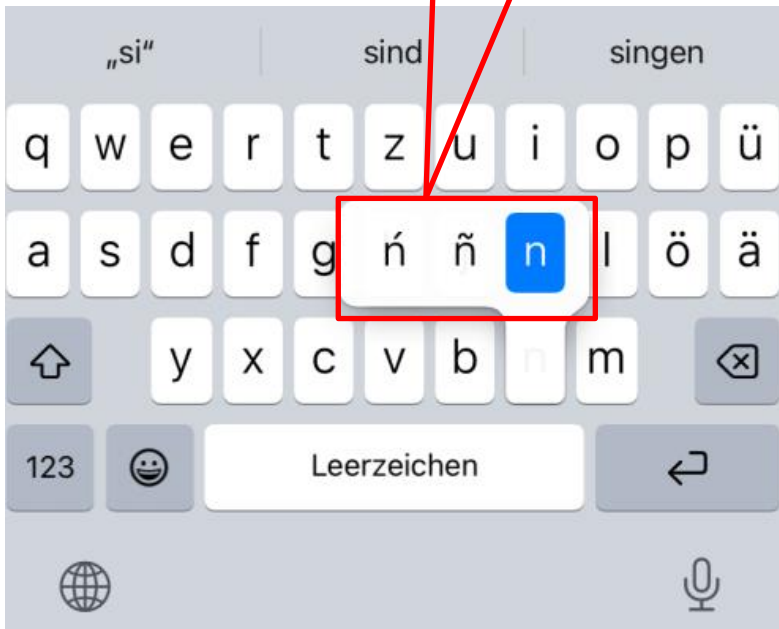 „si“ sind singen
q w e r t z u i o p ü
a s d f g ń ñ n l ö ä
y x c v b n m
123 Leerzeichen